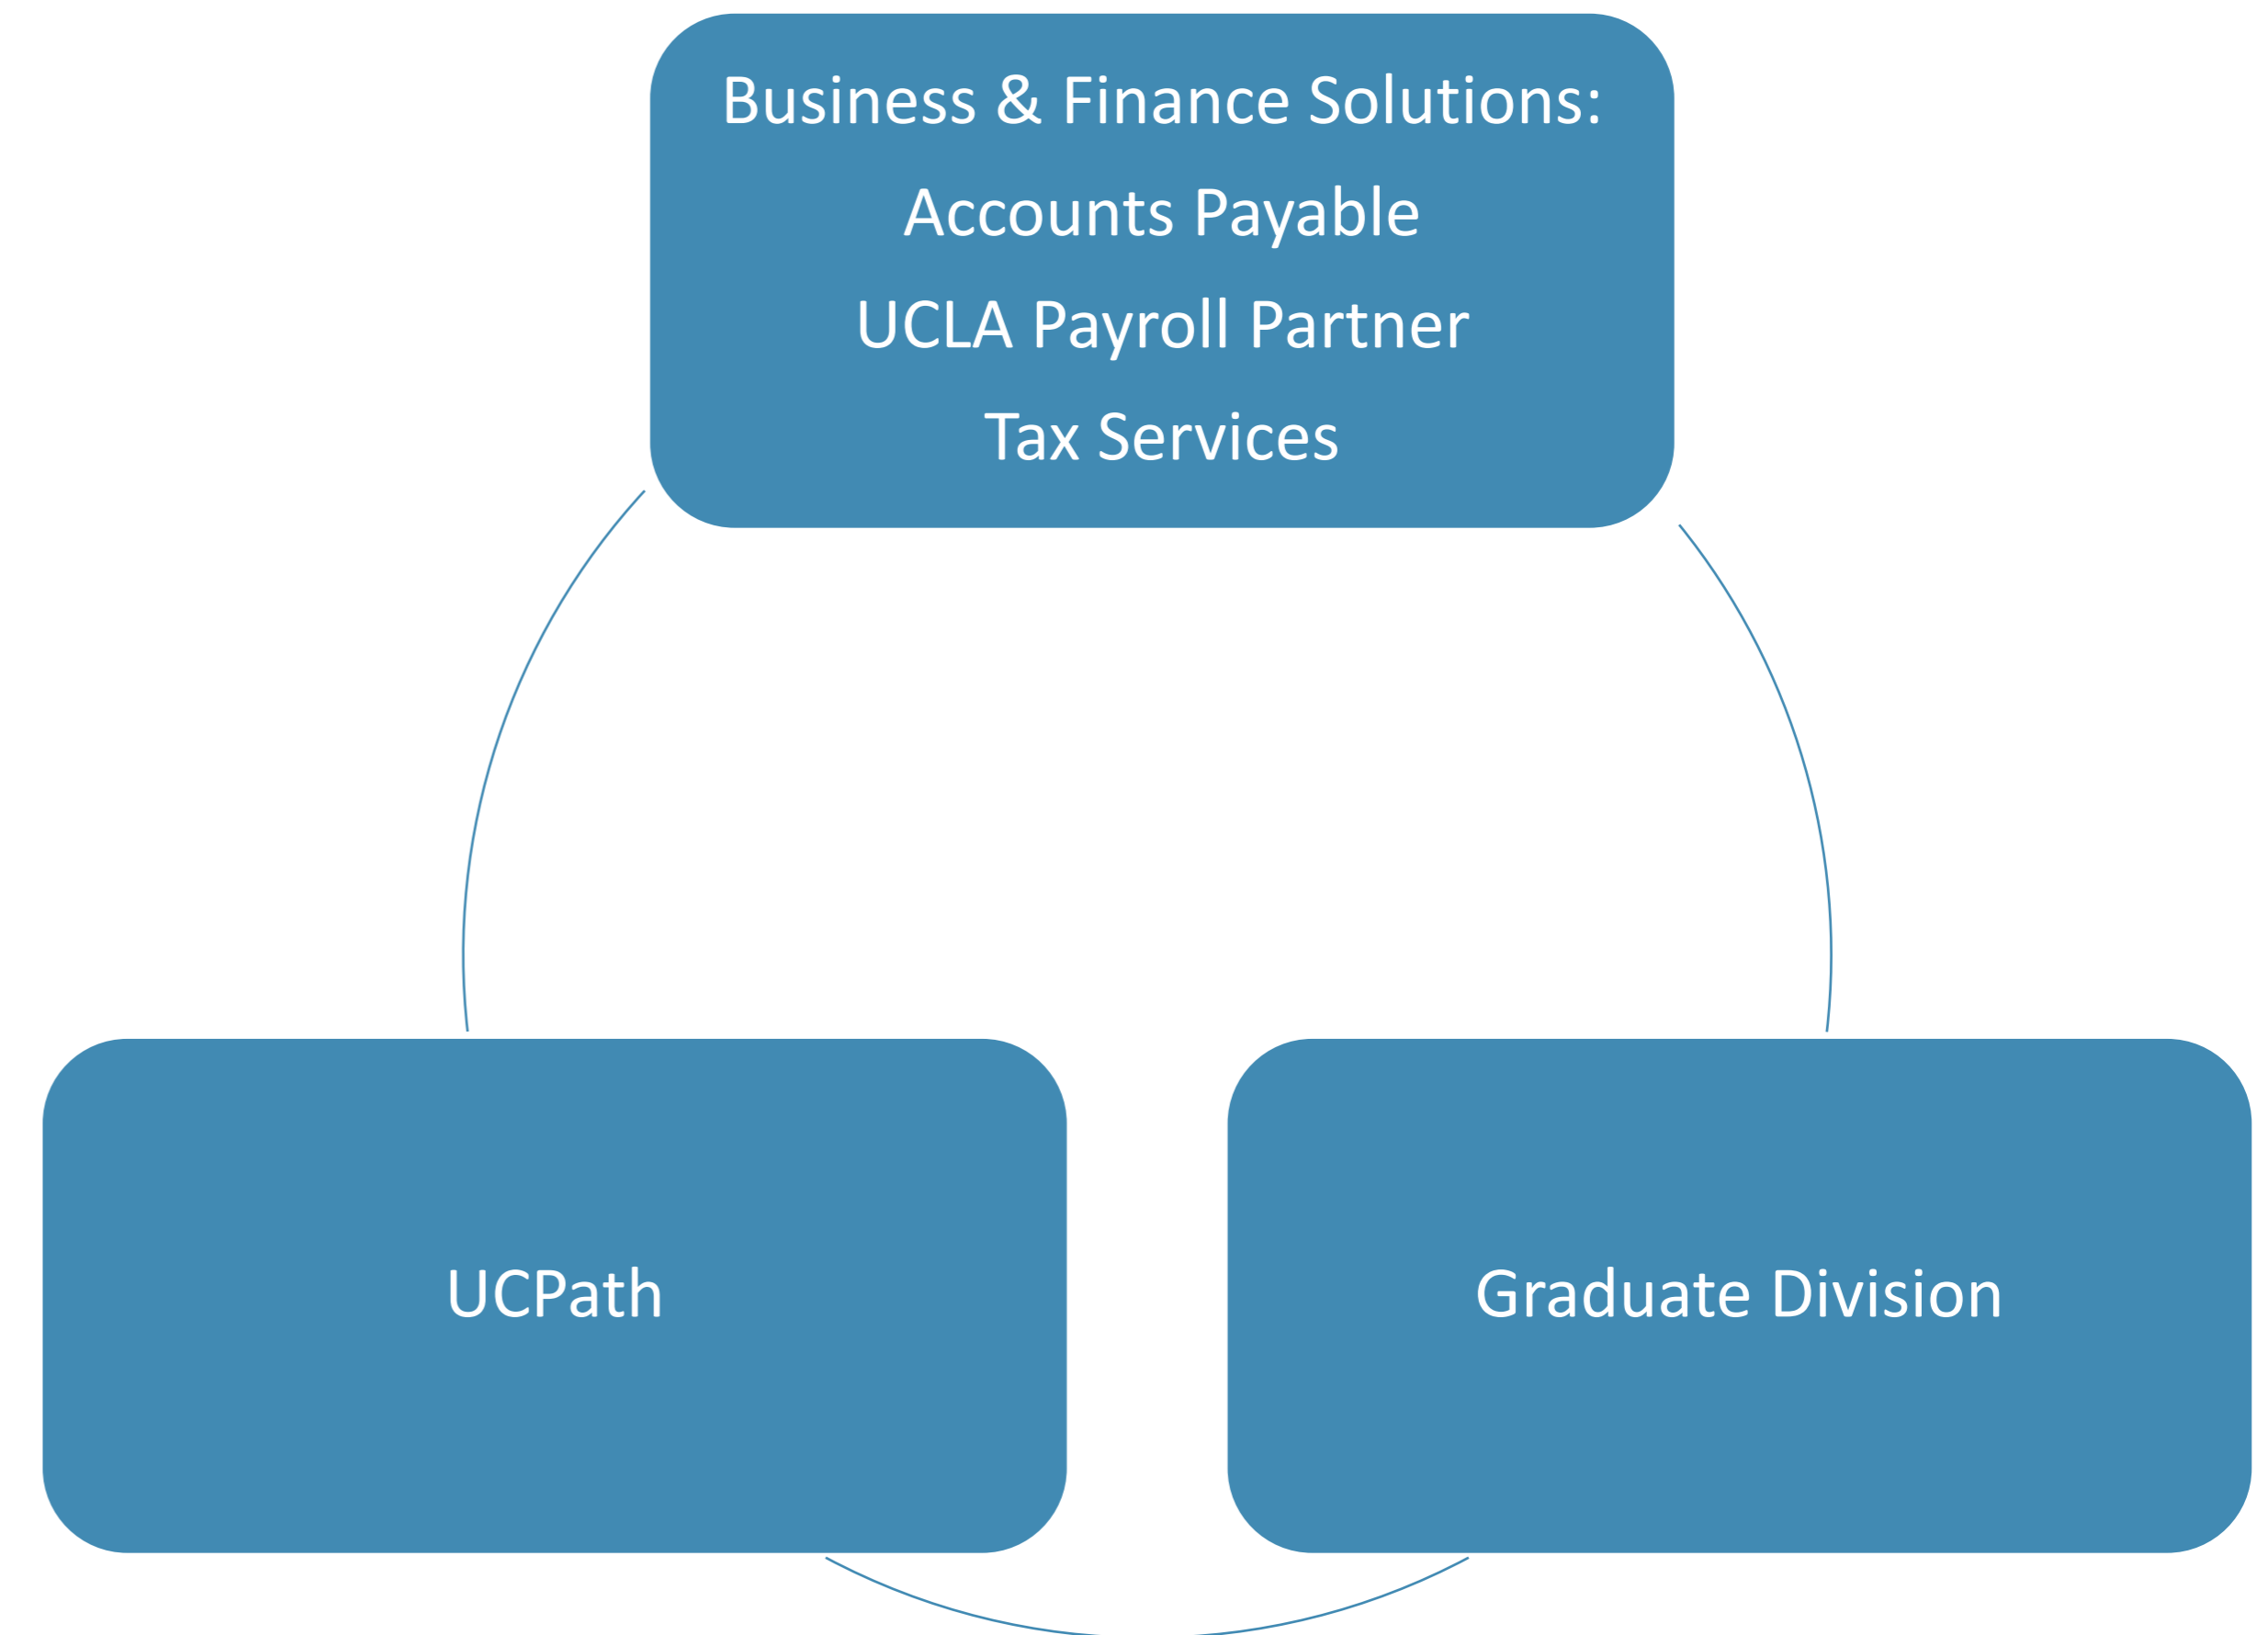 Business & Finance Solutions:
Accounts Payable
UCLA Payroll Partner
Tax Services
UCPath
Graduate Division